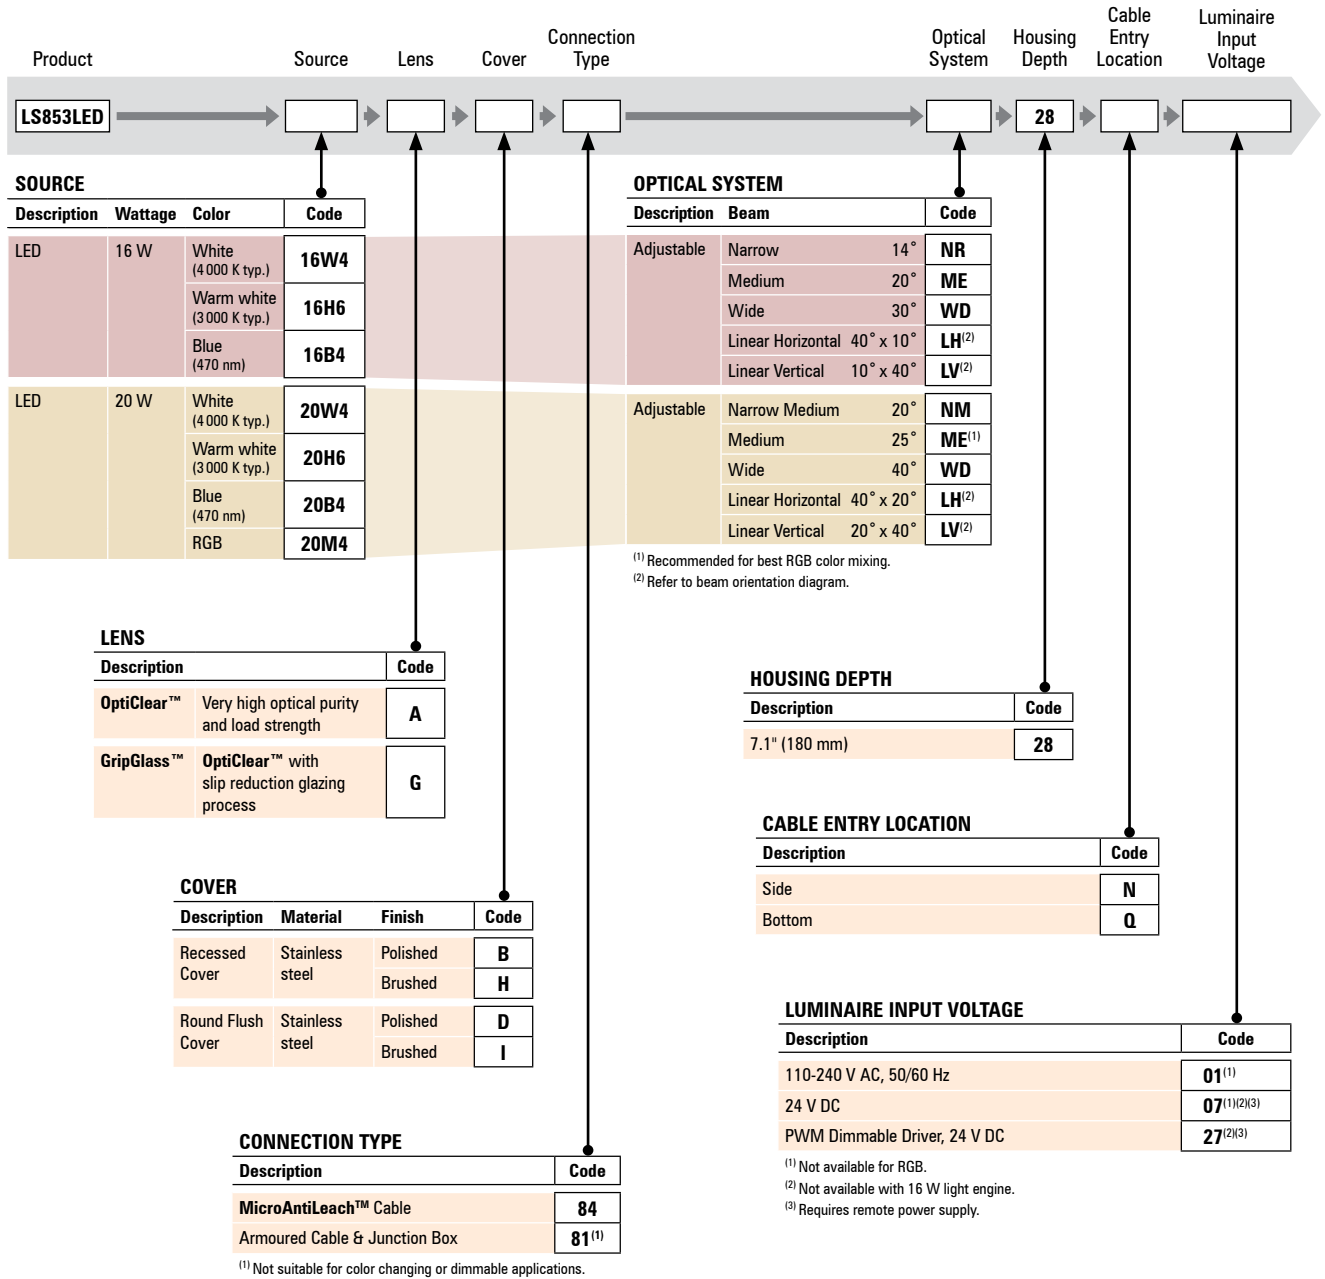 Product
Source
Lens
Cover
Connection
Type
Optical
System
Housing
Depth
Cable
Entry
Location
Luminaire
Input
Voltage
LS853LED
28
SOURCE
Description Wattage Color Code
LED 16 W White
(4 000 K typ.) 16W4
Warm white
(3 000 K typ.) 16H6
Blue
(470 nm) 16B4
LED 20 W White
(4 000 K typ.) 20W4
Warm white
(3 000 K typ.) 20H6
Blue
(470 nm) 20B4
RGB 20M4
OPTICAL SYSTEM
Description Beam Code
Adjustable Narrow 14° NR
Medium 20° ME
Wide 30° WD
Linear Horizontal 40° x 10° LH(2)
Linear Vertical 10° x 40° LV(2)
Adjustable Narrow Medium 20° NM
Medium 25° ME(1)
Wide 40° WD
Linear Horizontal 40° x 20° LH(2)
Linear Vertical 20° x 40° LV(2)
(1) Recommended for best RGB color mixing.
(2) Refer to beam orientation diagram.
LENS
Description Code
OptiClear™ Very high optical purity
and load strength A
GripGlass™ OptiClear™ with
slip reduction glazing
process G
HOUSING DEPTH
Description Code
7.1" (180 mm) 28
CABLE ENTRY LOCATION
Description Code
Side N
Bottom Q
COVER
Description Material Finish Code
Recessed
Cover Stainless
steel Polished B
Brushed H
Round Flush
Cover Stainless
steel Polished D
Brushed I
LUMINAIRE INPUT VOLTAGE
Description Code
110-240 V AC, 50/60 Hz 01(1)
24 V DC 07(1)(2)(3)
PWM Dimmable Driver, 24 V DC 27(2)(3)
(1) Not available for RGB.
(2) Not available with 16 W light engine.
(3) Requires remote power supply.
CONNECTION TYPE
Description Code
MicroAntiLeach™ Cable 84
Armoured Cable & Junction Box 81(1)
(1) Not suitable for color changing or dimmable applications.